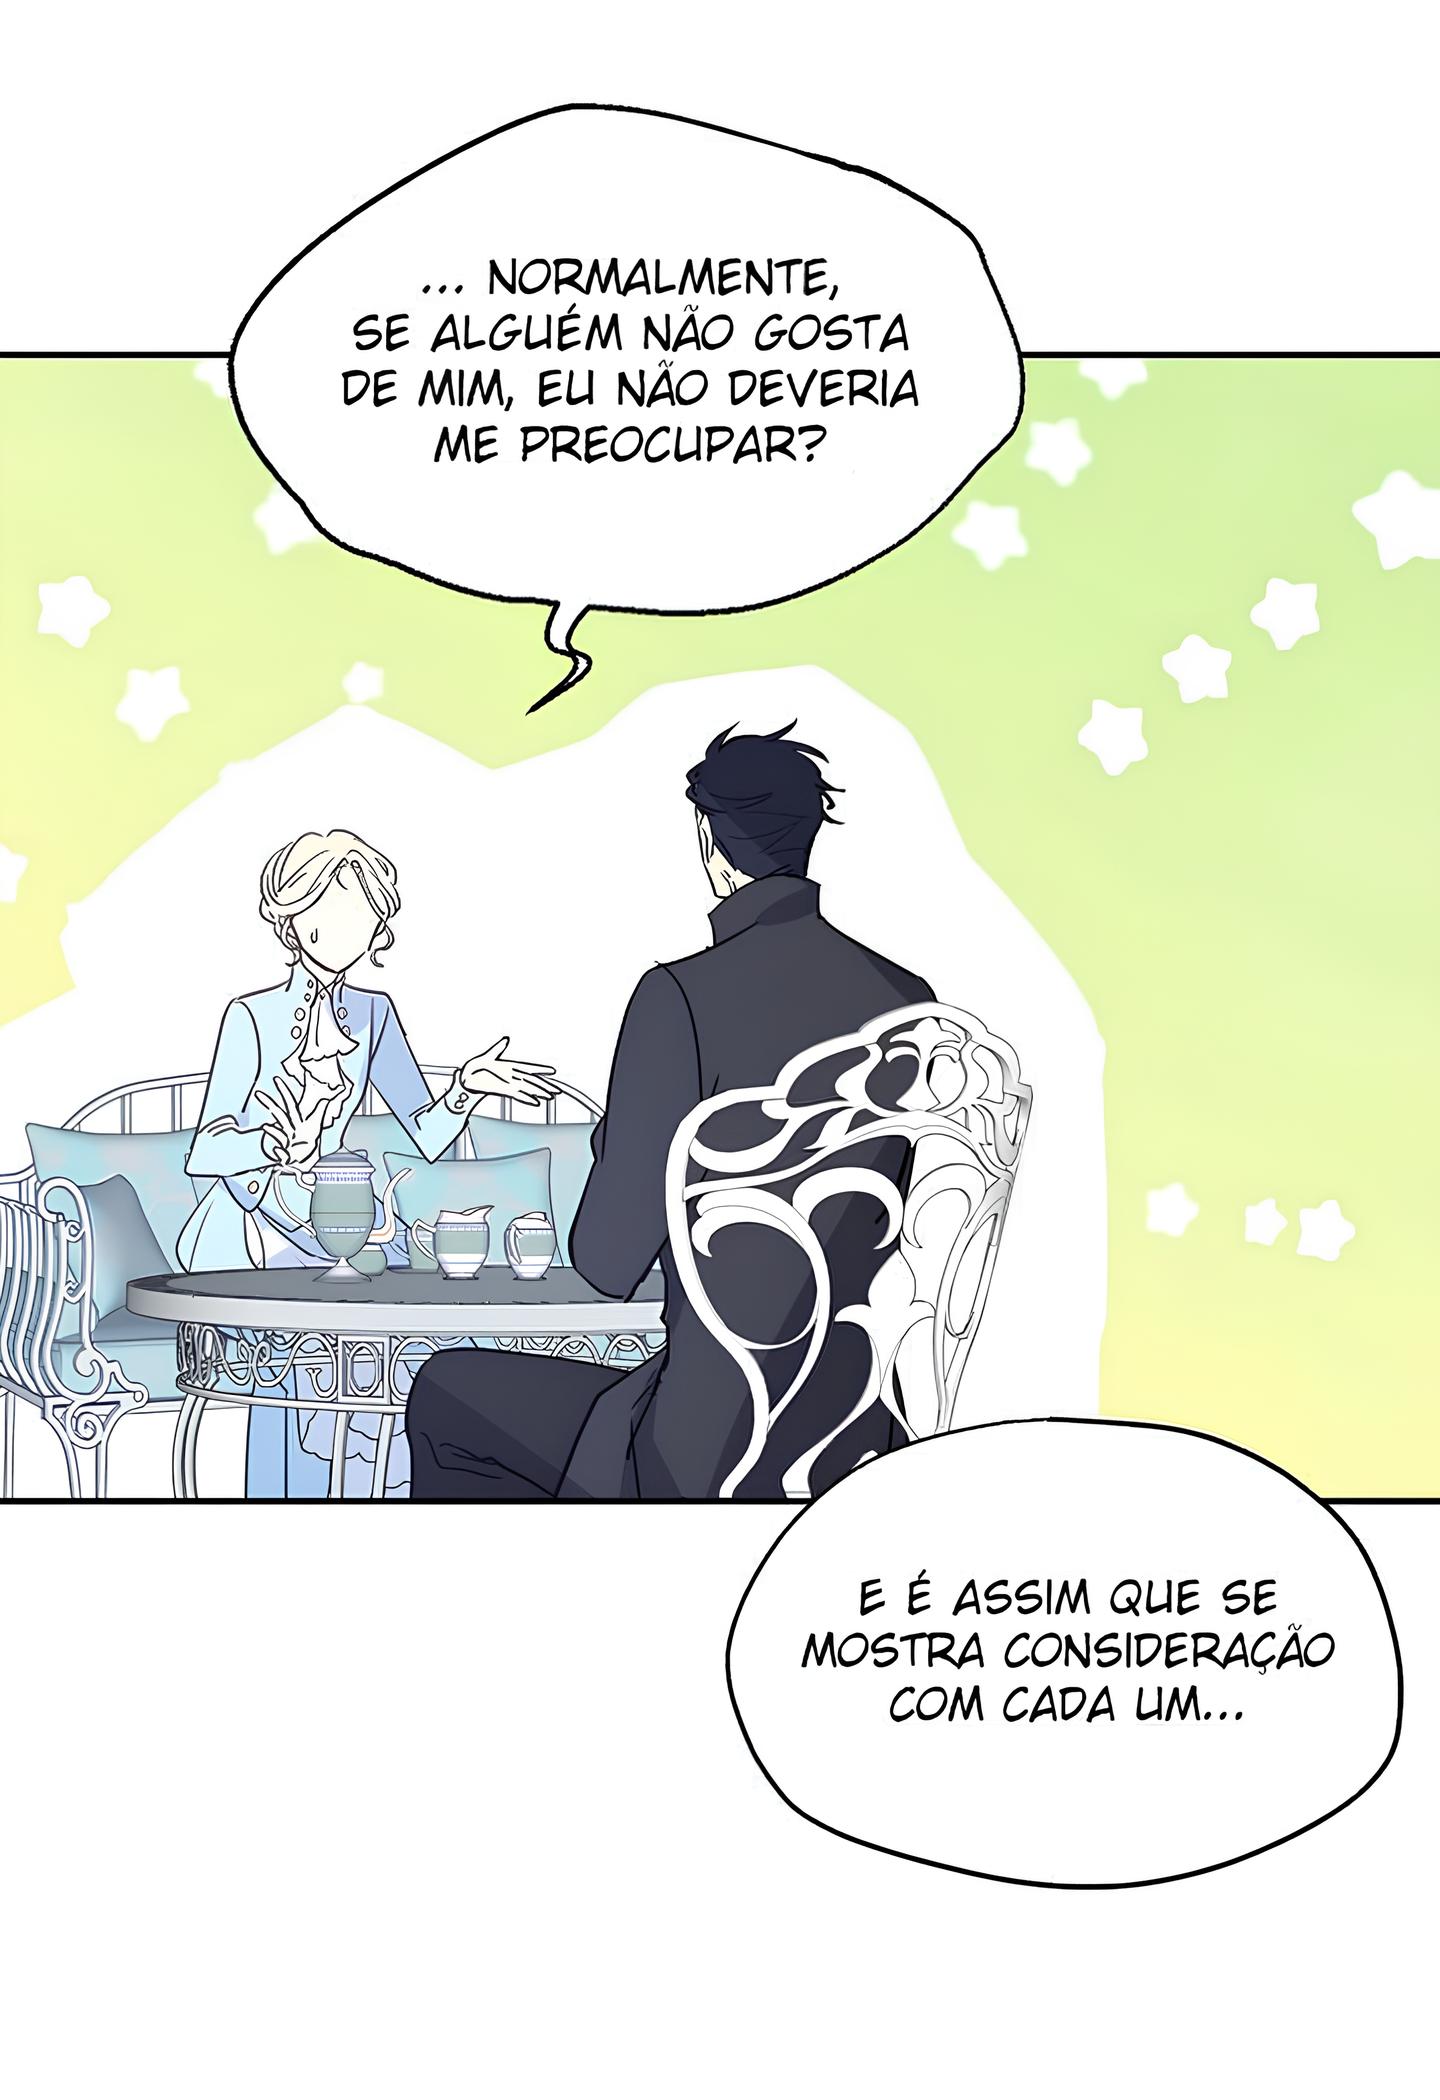 ... NORMALMENTE,
SE ALGUÉM NÃO GOSTA
DE MIM, EU NÃO DEVERIA
ME PREOCUPAR?
E É ASSIM QUE SE
MOSTRA CONSIDERAÇÃO
COM CADA UM...